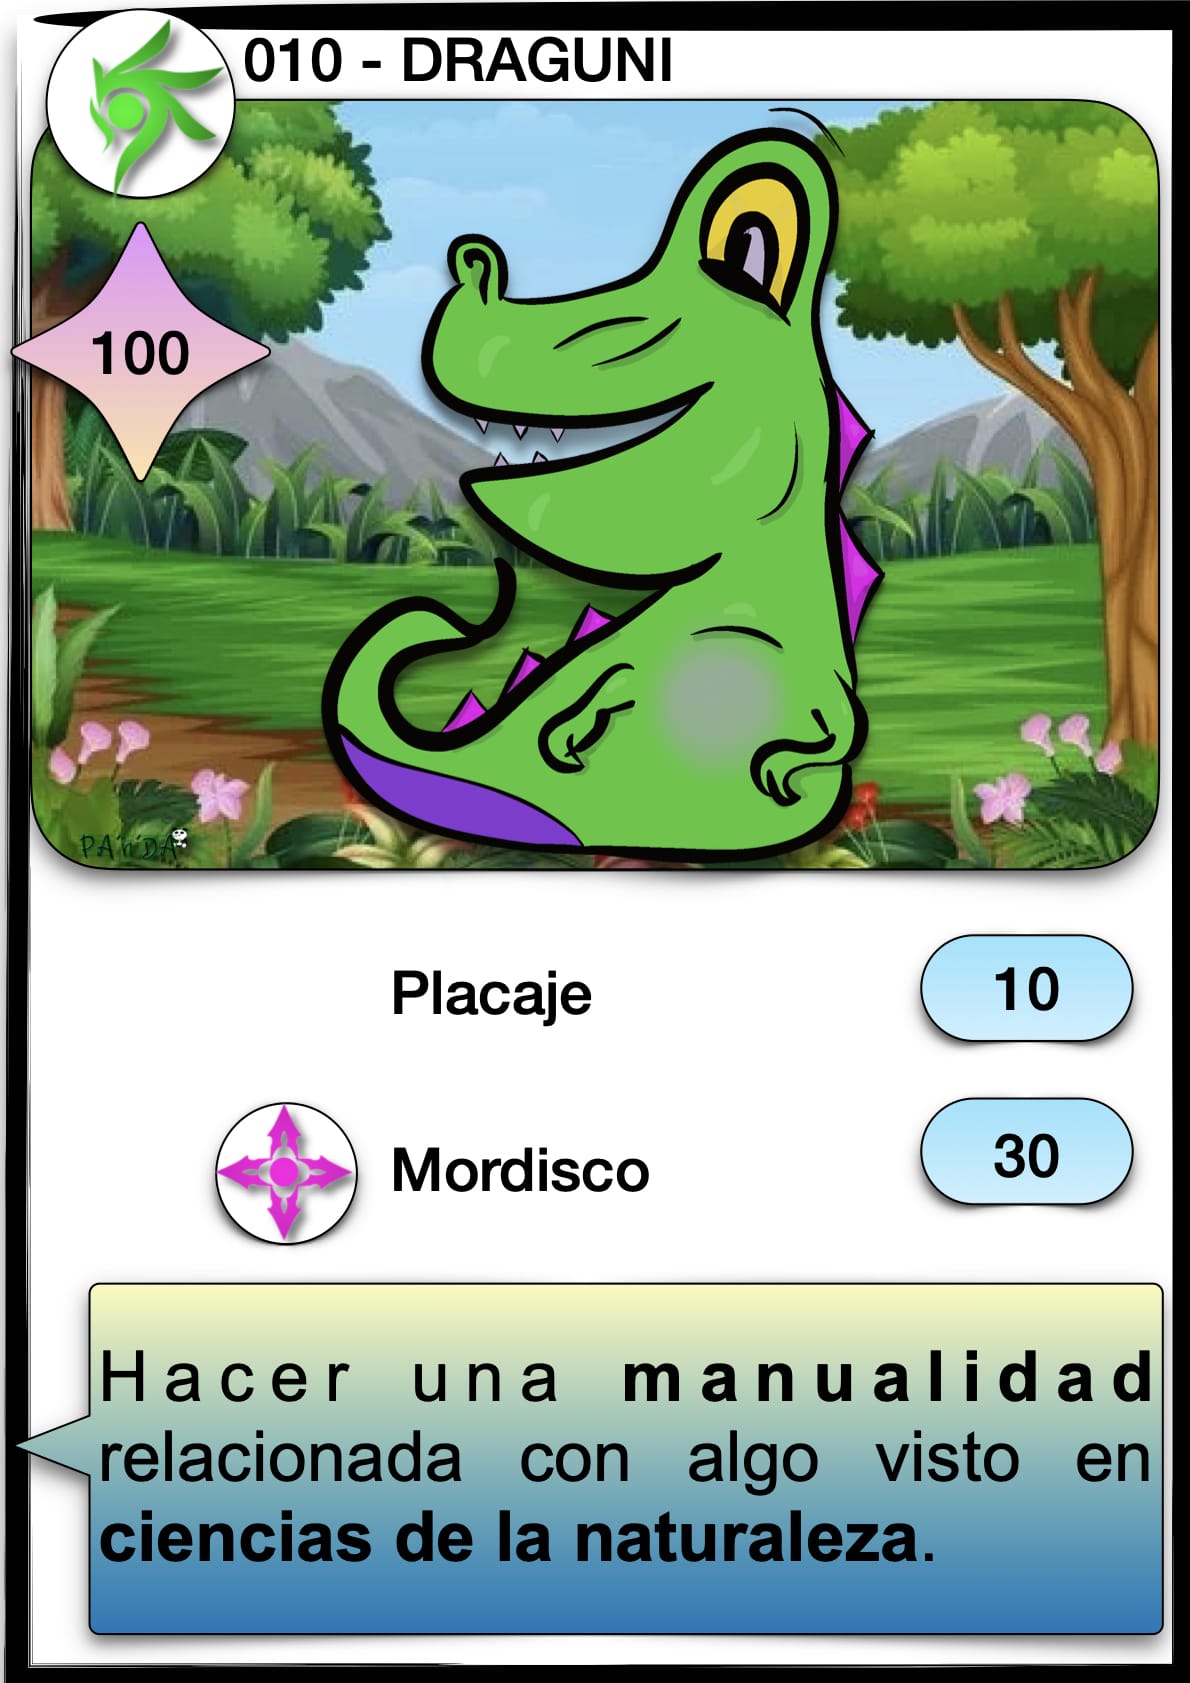 010 - DRAGUNI
100
PANDA
Placaje
10
Mordisco
30
Hacer una manualidad
relacionada con algo visto en
ciencias de la naturaleza.